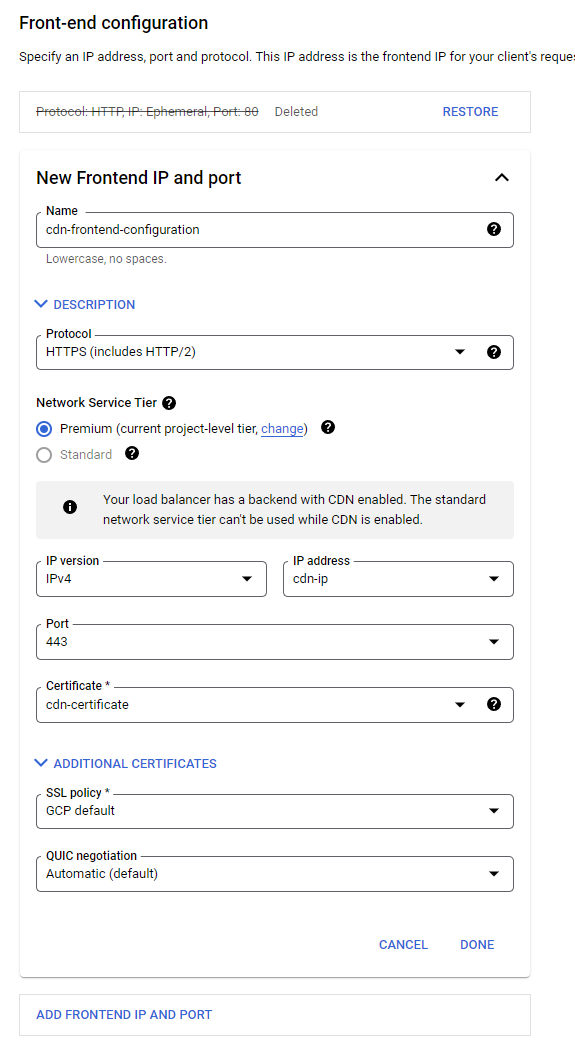 Front-end configuration
Specify an IP address, port and protocol. This IP address is the frontend IP for your client's reque
Protocol: HTTP, IP: Ephemeral, Port: 80 Deleted RESTORE
New Frontend IP and port
Name
cdn-frontend-configuration
Lowercase, no spaces.
DESCRIPTION
Protocol
HTTPS (includes HTTP/2)
Network Service Tier
Premium (current project-level tier, change)
Standard
Your load balancer has a backend with CDN enabled. The standard
network service tier can't be used while CDN is enabled.
IP version
IPv4
IP address
cdn-ip
Port
443
Certificate *
cdn-certificate
ADDITIONAL CERTIFICATES
SSL policy *
GCP default
QUIC negotiation
Automatic (default)
CANCEL DONE
ADD FRONTEND IP AND PORT